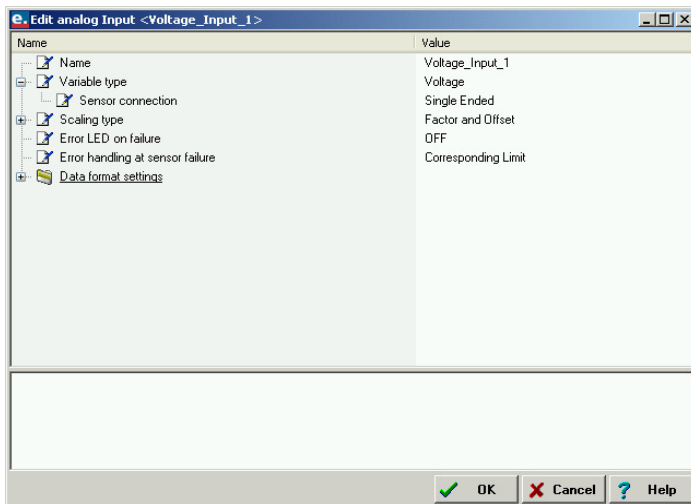 e. Edit analog Input <Voltage_Input_1>
Name Value
Name Voltage_Input_1
Variable type Voltage
Sensor connection Single Ended
Scaling type Factor and Offset
Error LED on failure OFF
Error handling at sensor failure Corresponding Limit
Data format settings
OK Cancel ? Help